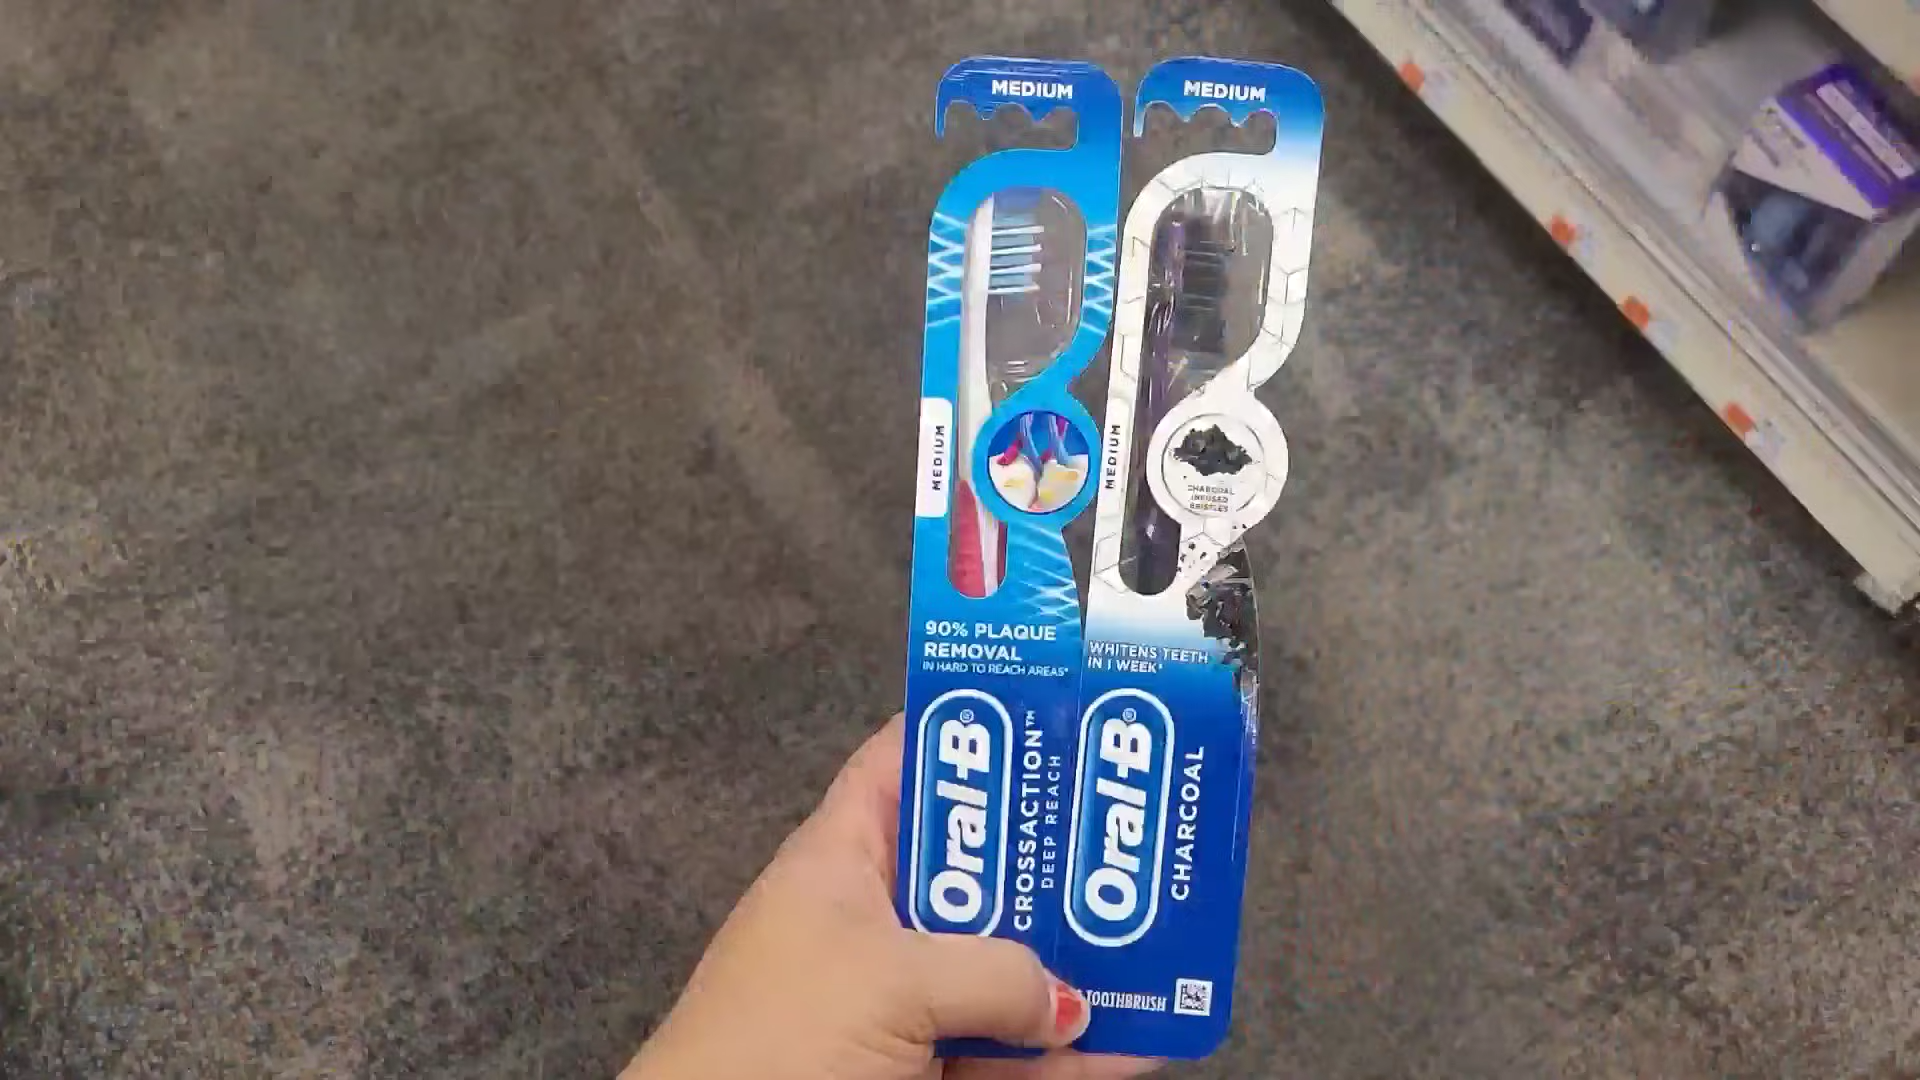 MEDIUM
MEDIUM
90% PLAQUE
REMOVAL
IN HARD TO REACH AREAS*
Oral-B®
CROSSACTION™
DEEP REACH
MEDIUM
MEDIUM
CHARCOAL
INFUSED
BRISTLES
WHITENS TEETH
IN 1 WEEK*
Oral-B®
CHARCOAL
TOOTHBRUSH